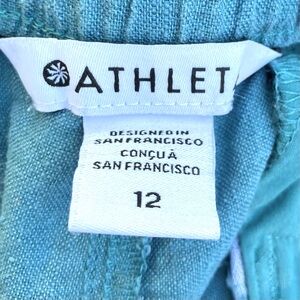 ATHLET
DESIGNED IN
SAN FRANCISCO
CONÇU À
SAN FRANCISCO
12